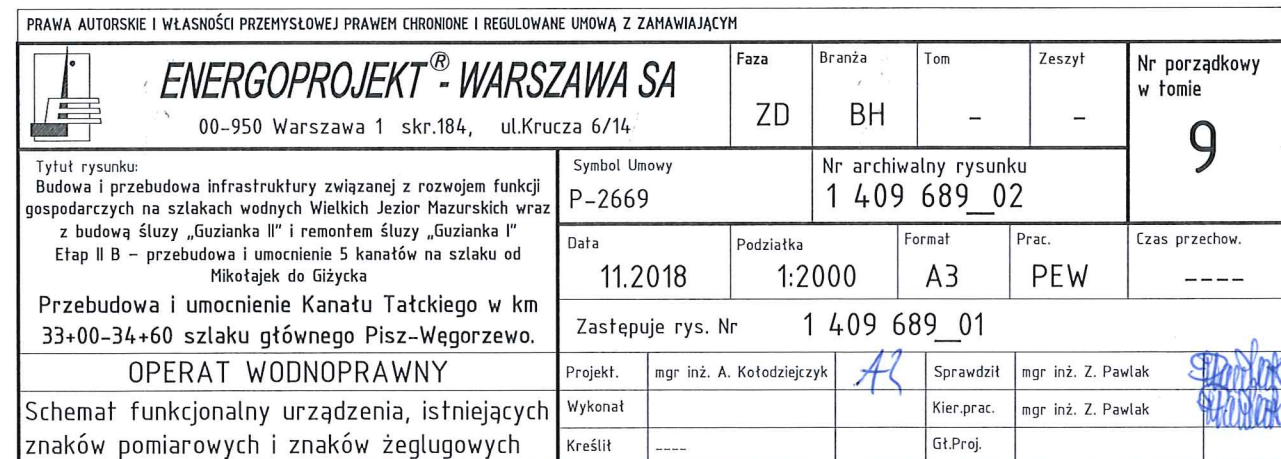 PRAWA AUTORSKIE I WŁASNOŚCI PRZEMYSŁOWEJ PRAWEM CHRONIONE I REGULOWANE UMOWĄ Z ZAMAWIAJĄCYM
ENERGOPROJEKT® - WARSZAWA SA
00-950 Warszawa 1 skr.184, ul.Krucza 6/14
Faza
ZD
Branża
BH
Tom
-
Zeszyt
-
Nr porządkowy
w tomie
9
Tytuł rysunku:
Budowa i przebudowa infrastruktury związanej z rozwojem funkcji
gospodarczych na szlakach wodnych Wielkich Jezior Mazurskich wraz
z budową śluzy „Guzianka II" i remontem śluzy „Guzianka I"
Etap II B – przebudowa i umocnienie 5 kanałów na szlaku od
Mikołajek do Giżycka
Przebudowa i umocnienie Kanału Tałckiego w km
33+00-34+60 szlaku głównego Pisz-Węgorzewo.
OPERAT WODNOPRAWNY
Schemat funkcjonalny urządzenia, istniejących
znaków pomiarowych i znaków żeglugowych
Symbol Umowy
P-2669
Nr archiwalny rysunku
1 409 689__02
Data
11.2018
Podziałka
1:2000
Format
A3
Prac.
PEW
Czas przechow.
----
Zastępuje rys. Nr 1 409 689__01
Projekt. mgr inż. A. Kołodziejczyk
Sprawdził mgr inż. Z. Pawlak
Wykonał
Kier.prac. mgr inż. Z. Pawlak
Kreślił ----
Gł.Proj.